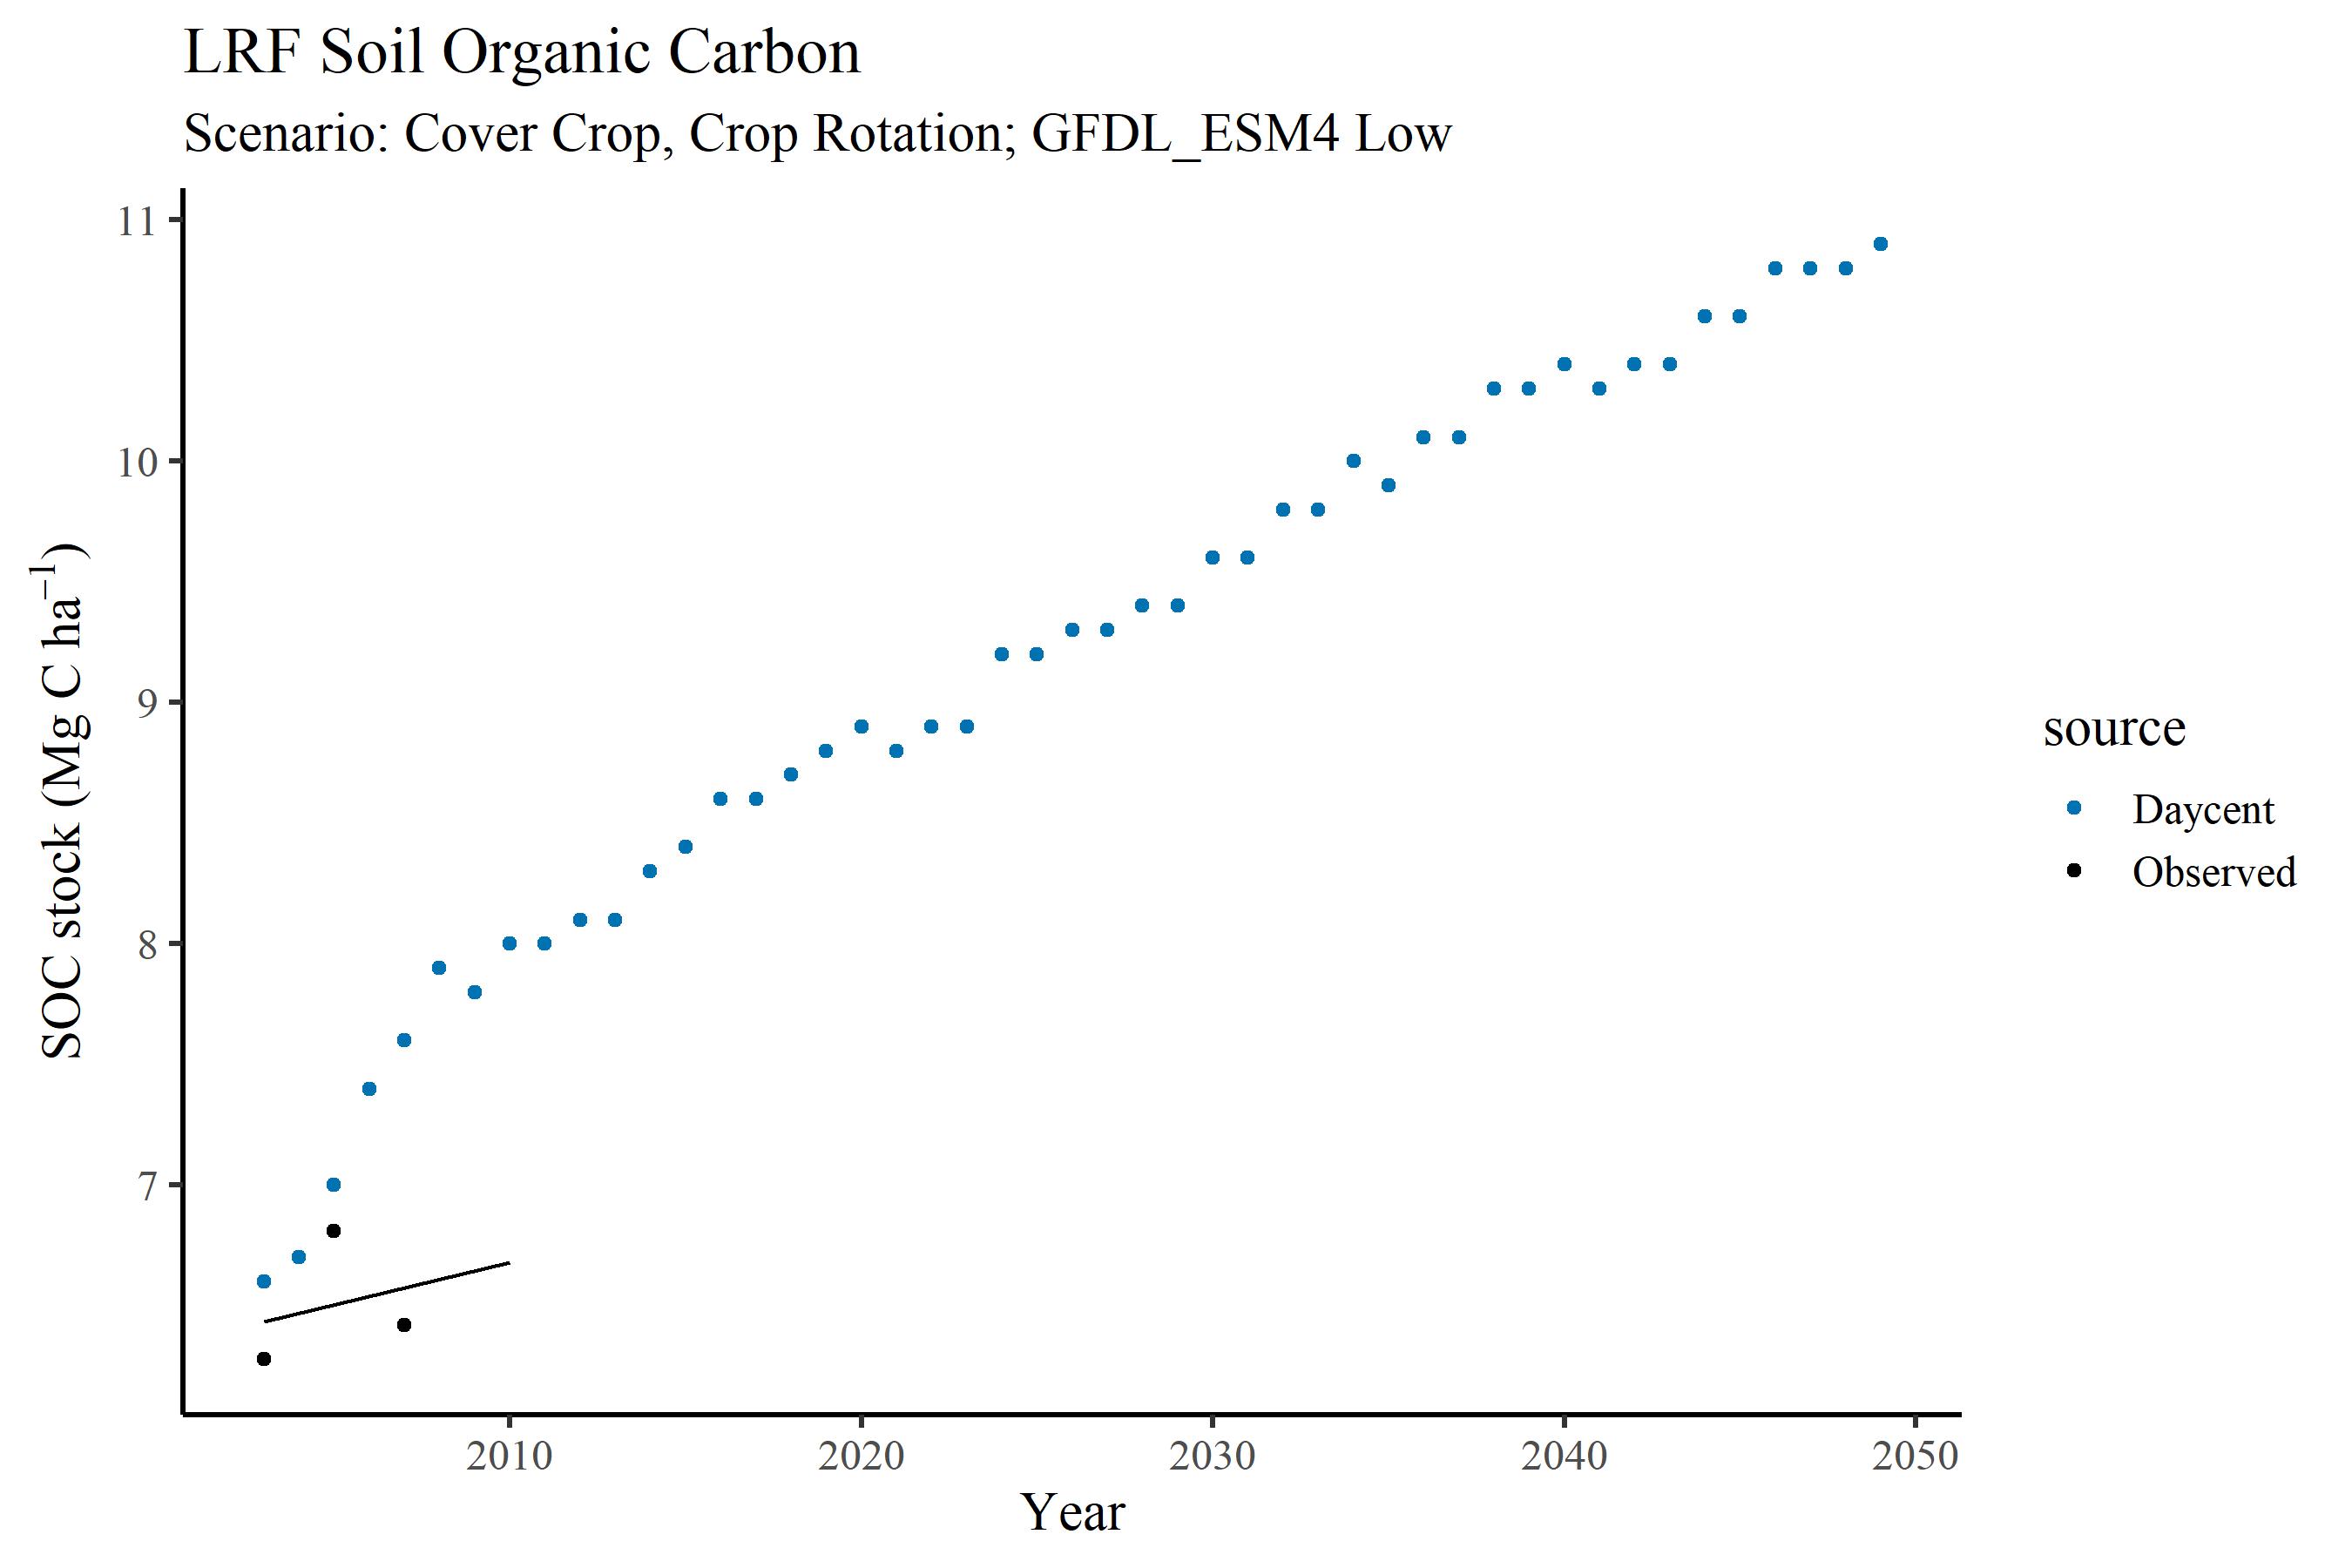 LRF Soil Organic Carbon
Scenario: Cover Crop, Crop Rotation; GFDL_ESM4 Low
11
10
9
8
7
SOC stock (Mg C ha⁻¹)
2010 2020 2030 2040 2050
Year
source
Daycent
Observed